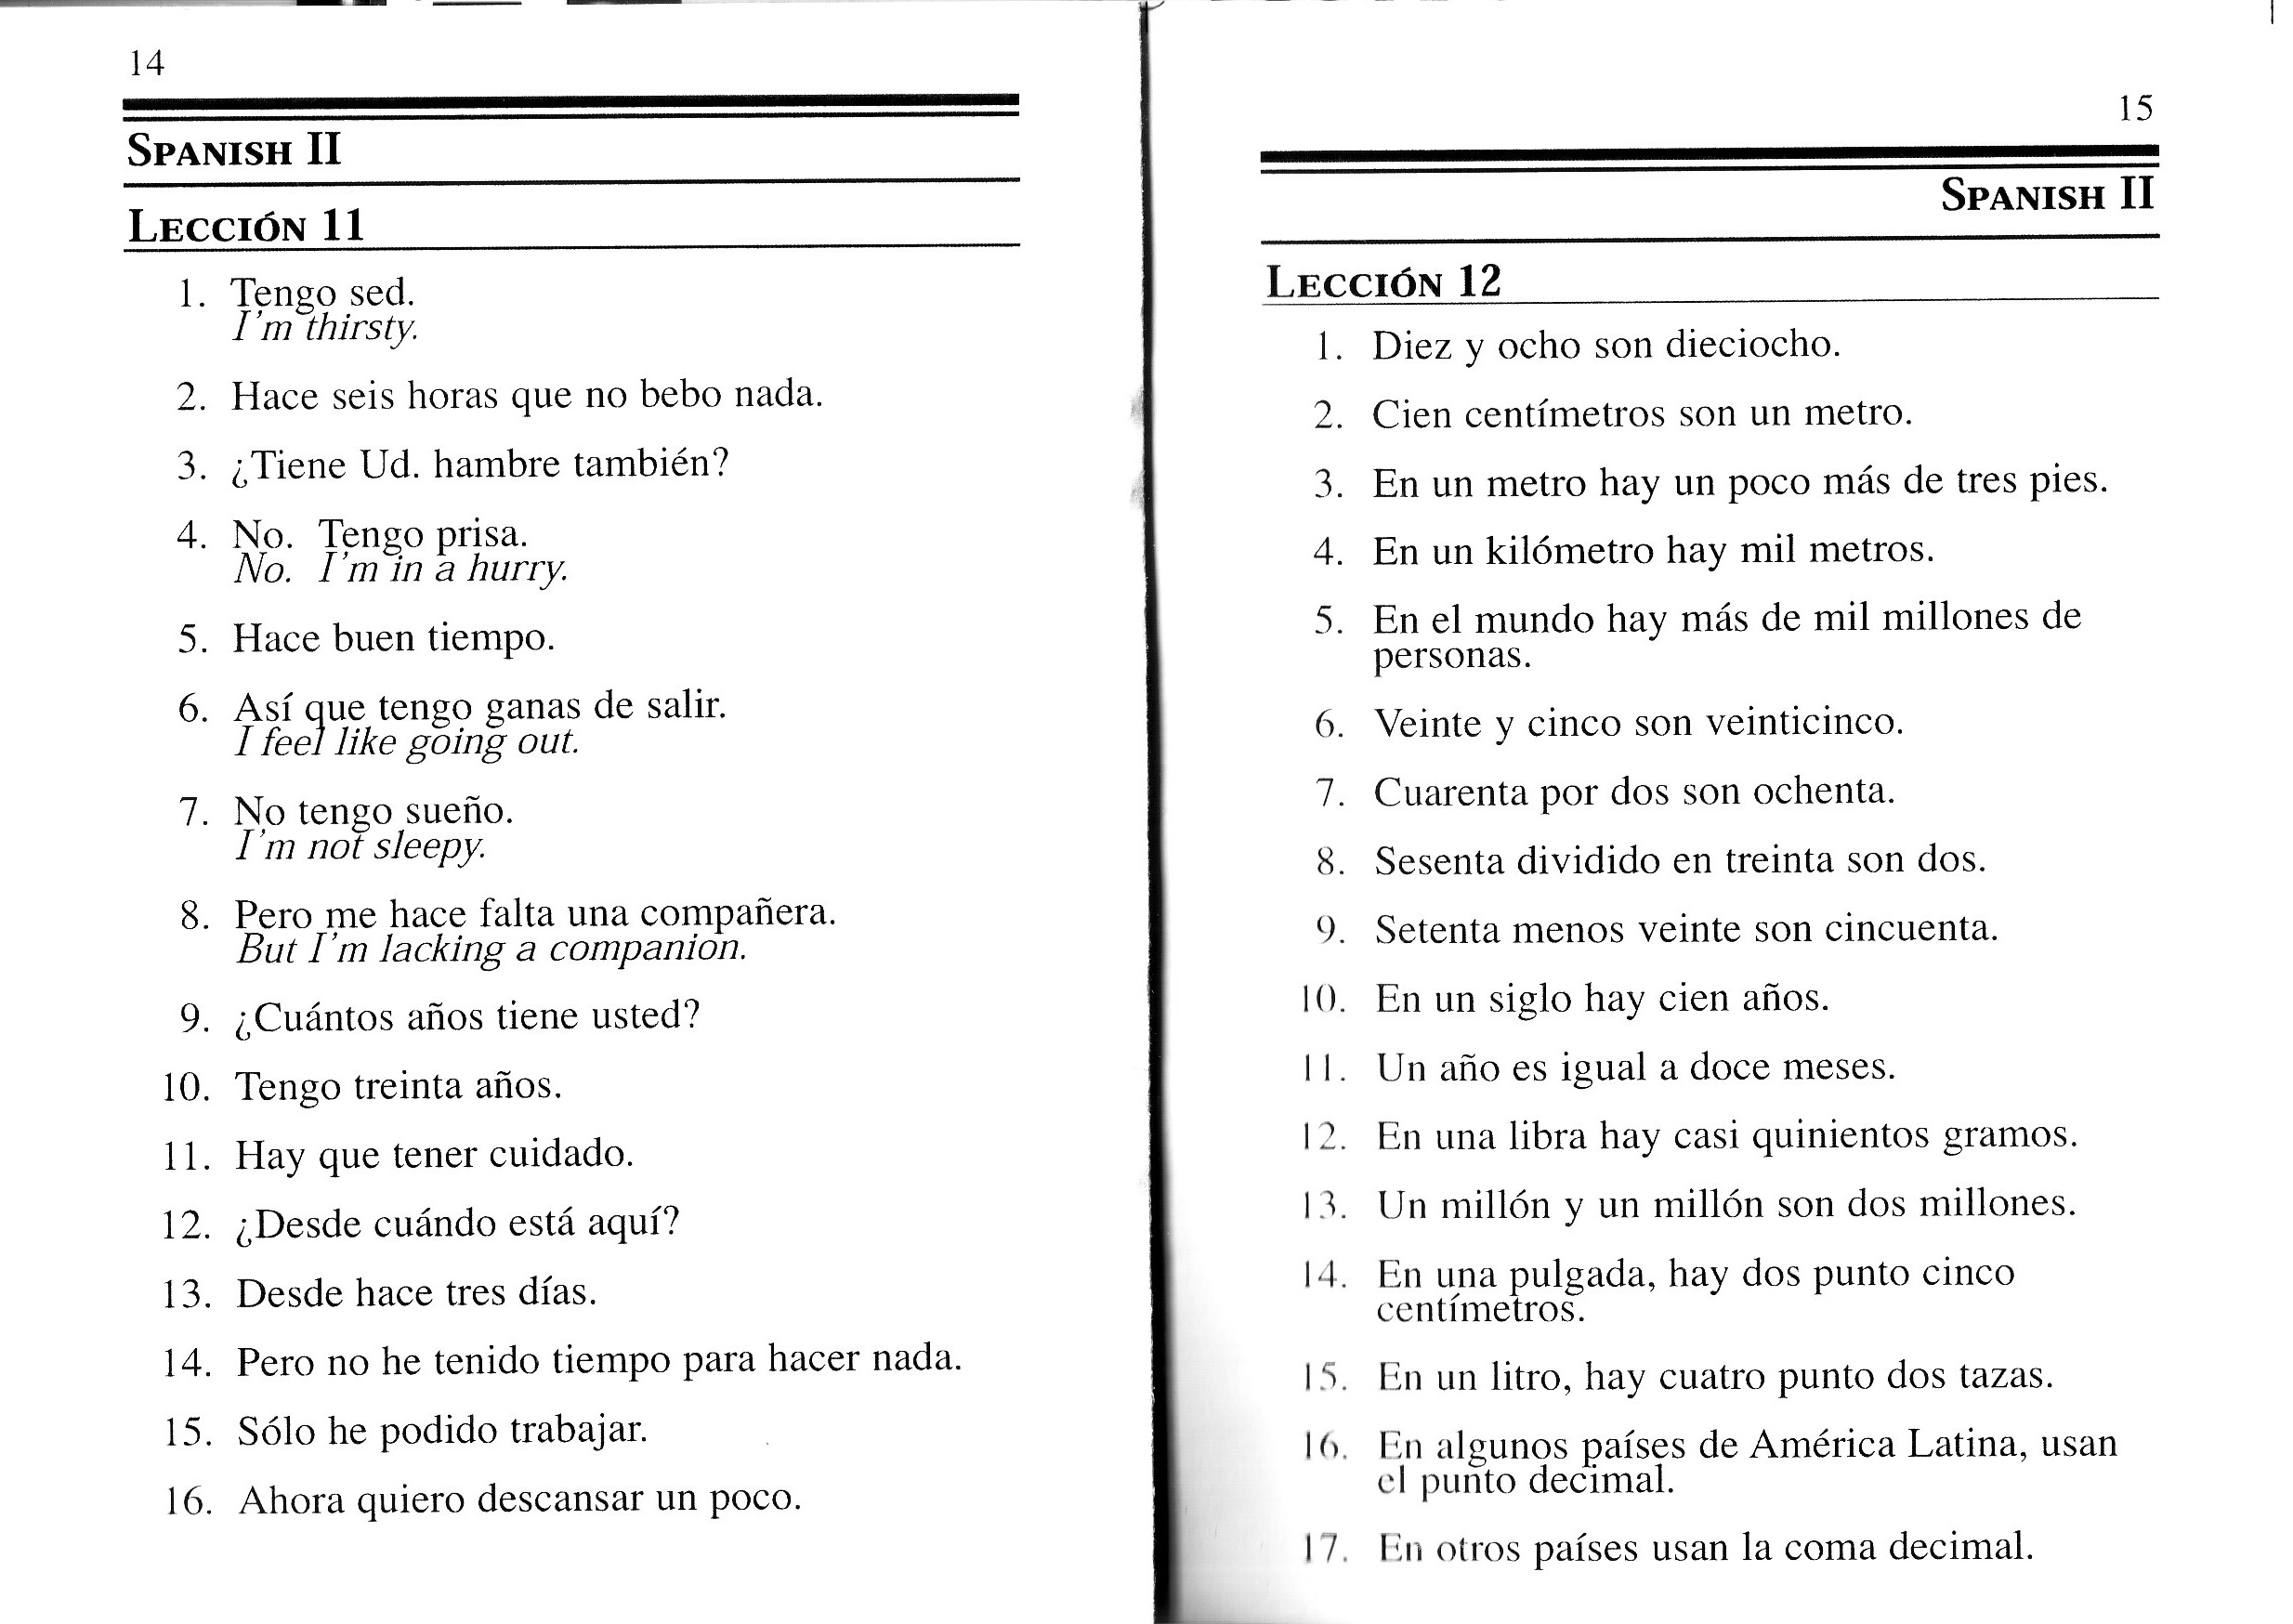 14
SPANISH II
LECCIÓN 11
1. Tengo sed.
I'm thirsty.
2. Hace seis horas que no bebo nada.
3. ¿Tiene Ud. hambre también?
4. No. Tengo prisa.
No. I'm in a hurry.
5. Hace buen tiempo.
6. Así que tengo ganas de salir.
I feel like going out.
7. No tengo sueño.
I'm not sleepy.
8. Pero me hace falta una compañera.
But I'm lacking a companion.
9. ¿Cuántos años tiene usted?
10. Tengo treinta años.
11. Hay que tener cuidado.
12. ¿Desde cuándo está aquí?
13. Desde hace tres días.
14. Pero no he tenido tiempo para hacer nada.
15. Sólo he podido trabajar.
16. Ahora quiero descansar un poco.
15
SPANISH II
LECCIÓN 12
1. Diez y ocho son dieciocho.
2. Cien centímetros son un metro.
3. En un metro hay un poco más de tres pies.
4. En un kilómetro hay mil metros.
5. En el mundo hay más de mil millones de
personas.
6. Veinte y cinco son veinticinco.
7. Cuarenta por dos son ochenta.
8. Sesenta dividido en treinta son dos.
9. Setenta menos veinte son cincuenta.
10. En un siglo hay cien años.
11. Un año es igual a doce meses.
12. En una libra hay casi quinientos gramos.
13. Un millón y un millón son dos millones.
14. En una pulgada, hay dos punto cinco
centímetros.
15. En un litro, hay cuatro punto dos tazas.
16. En algunos países de América Latina, usan
el punto decimal.
17. En otros países usan la coma decimal.